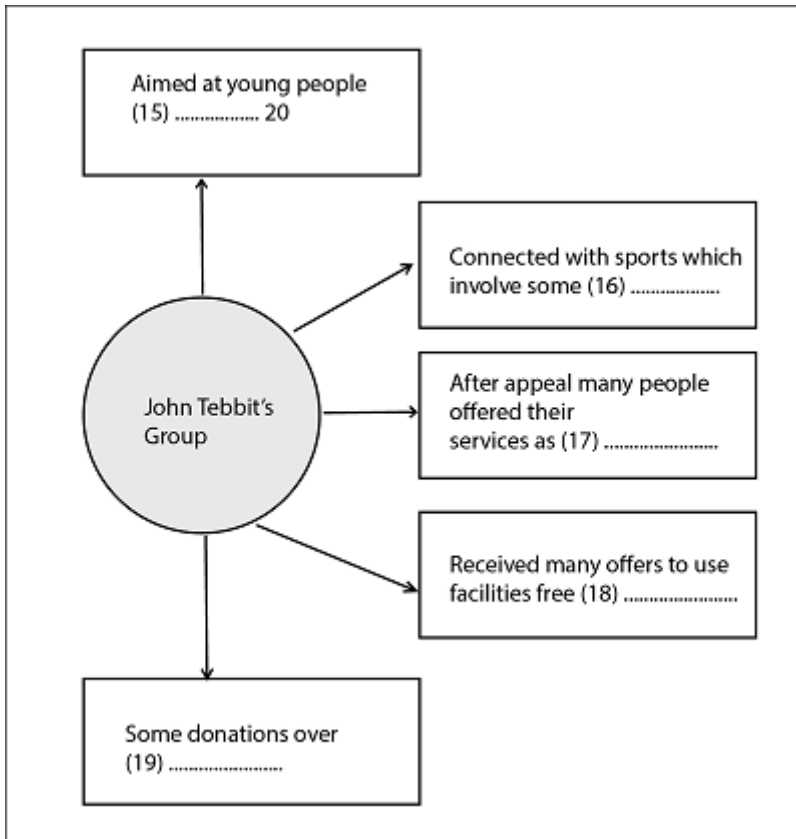 Aimed at young people
(15) .................. 20
Connected with sports which
involve some (16) ...................
John Tebbit's
Group
After appeal many people
offered their
services as (17) ........................
Received many offers to use
facilities free (18) ........................
Some donations over
(19) ........................